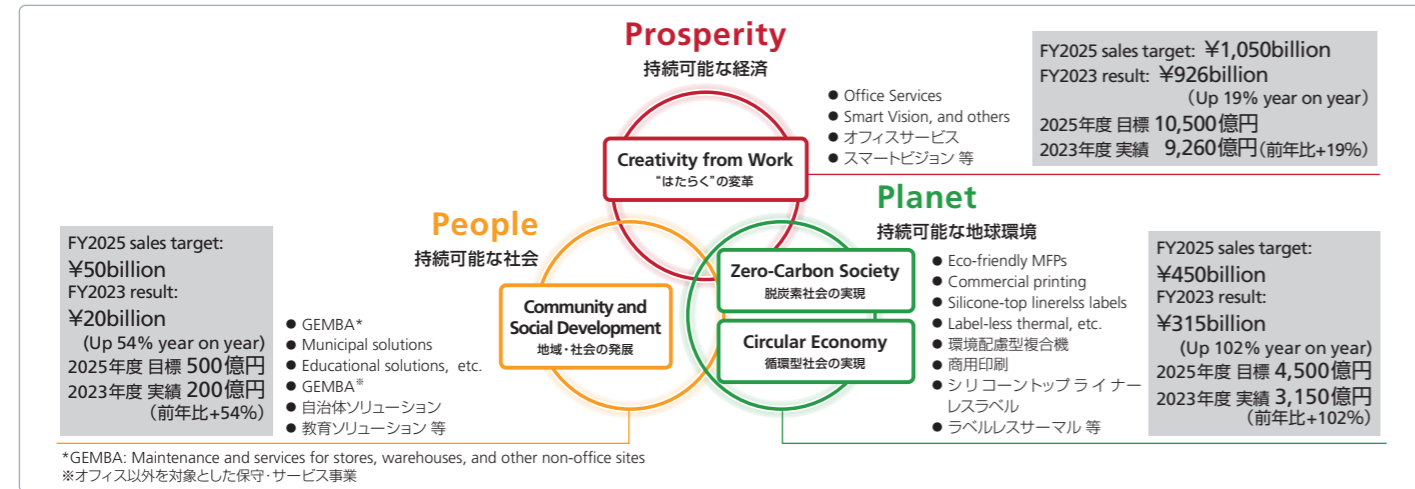 Prosperity
持続可能な経済
Creativity from Work
“はたらく”の変革
● Office Services
● Smart Vision, and others
● オフィスサービス
● スマートビジョン 等
FY2025 sales target: ¥1,050billion
FY2023 result: ¥926billion
(Up 19% year on year)
2025年度 目標 10,500億円
2023年度 実績 9,260億円(前年比+19%)
People
持続可能な社会
Community and
Social Development
地域・社会の発展
FY2025 sales target:
¥50billion
FY2023 result:
¥20billion
(Up 54% year on year)
2025年度 目標 500億円
2023年度 実績 200億円
(前年比+54%)
● GEMBA*
● Municipal solutions
● Educational solutions, etc.
● GEMBA※
● 自治体ソリューション
● 教育ソリューション 等
Planet
持続可能な地球環境
Zero-Carbon Society
脱炭素社会の実現
Circular Economy
循環型社会の実現
● Eco-friendly MFPs
● Commercial printing
● Silicone-top linerelss labels
● Label-less thermal, etc.
● 環境配慮型複合機
● 商用印刷
● シリコーントップライナー
レスラベル
● ラベルレスサーマル 等
FY2025 sales target:
¥450billion
FY2023 result:
¥315billion
(Up 102% year on year)
2025年度 目標 4,500億円
2023年度 実績 3,150億円
(前年比+102%)
*GEMBA: Maintenance and services for stores, warehouses, and other non-office sites
※オフィス以外を対象とした保守・サービス事業